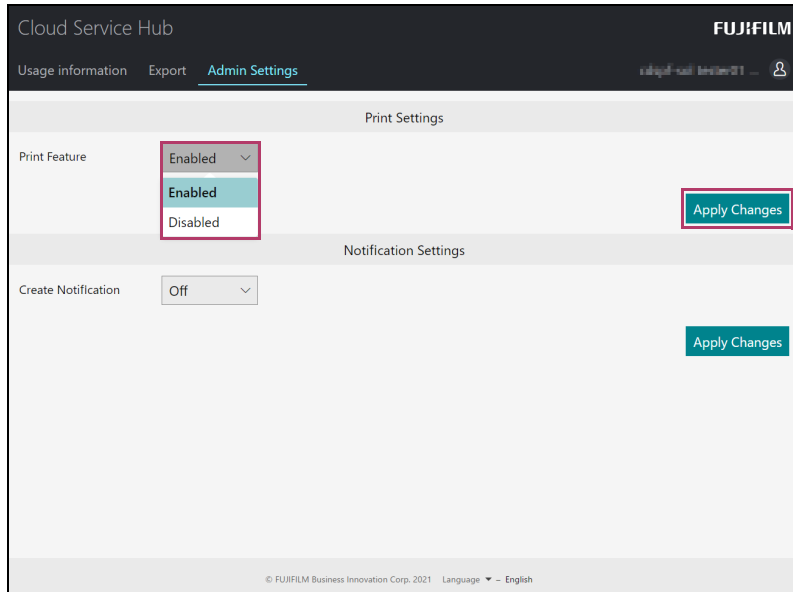 Cloud Service Hub
FUJIFILM
Usage information Export Admin Settings
Print Settings
Print Feature Enabled
Enabled
Disabled
Apply Changes
Notification Settings
Create Notification Off
Apply Changes
© FUJIFILM Business Innovation Corp. 2021 Language ▼ – English